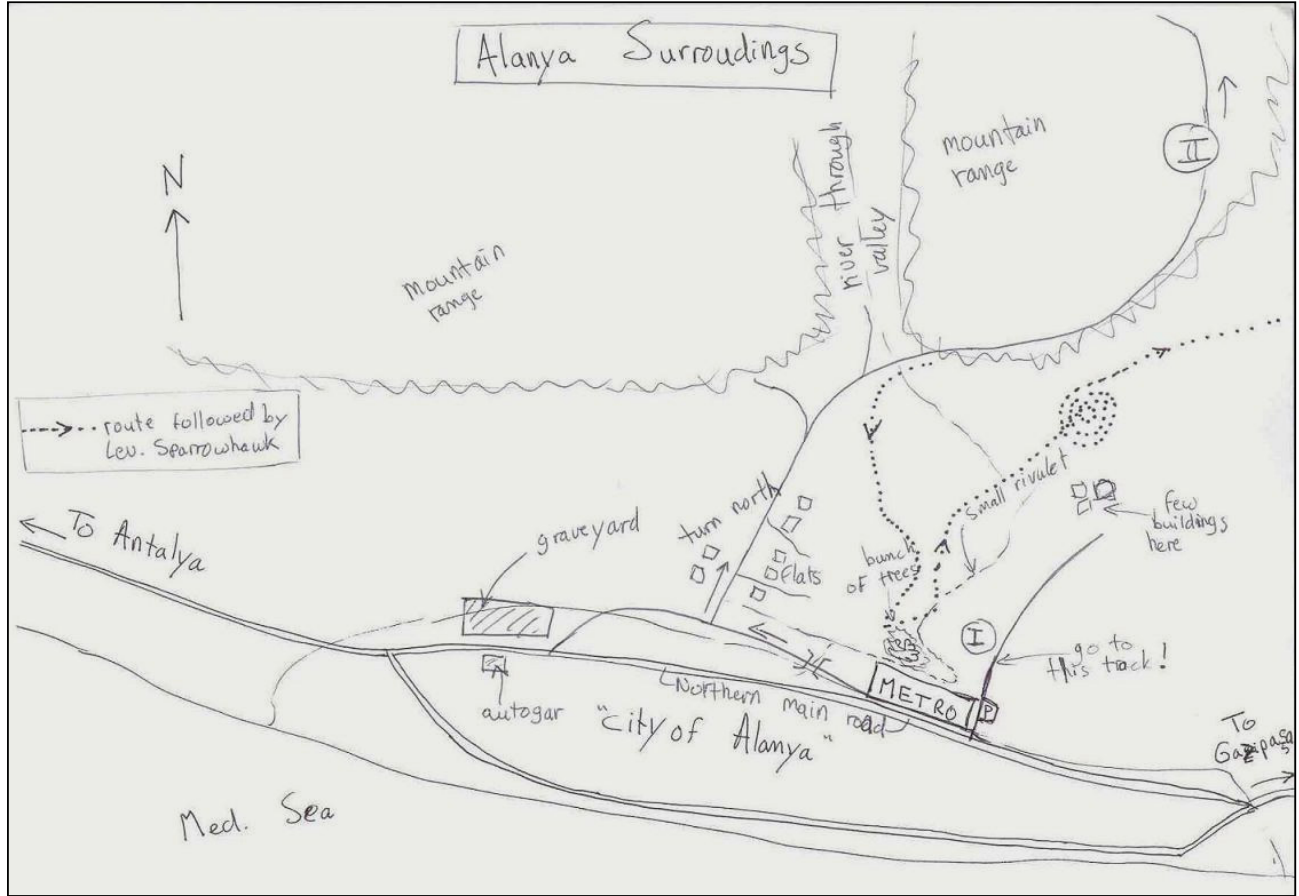 Alanya Surroudings
N
mountain
range
river through
valley
mountain
range
II
route followed by
Lev. Sparrowhawk
To Antalya
graveyard
turn north
flats
bunch
of trees
small rivulet
few
buildings
here
I
go to
this track!
METRO
P
autogar
Northern main road
"City of Alanya"
To
Gazipasa
Med. Sea